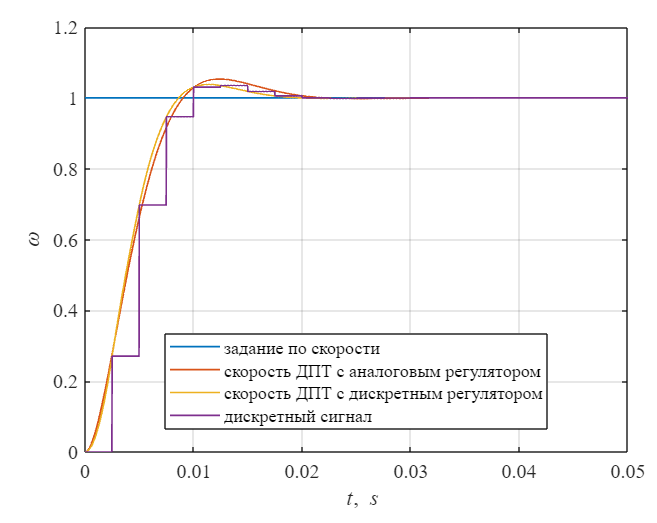 1.2
1
0.8
0.6
0.4
0.2
0
ω
задание по скорости
скорость ДПТ с аналоговым регулятором
скорость ДПТ с дискретным регулятором
дискретный сигнал
0 0.01 0.02 0.03 0.04 0.05
t, s